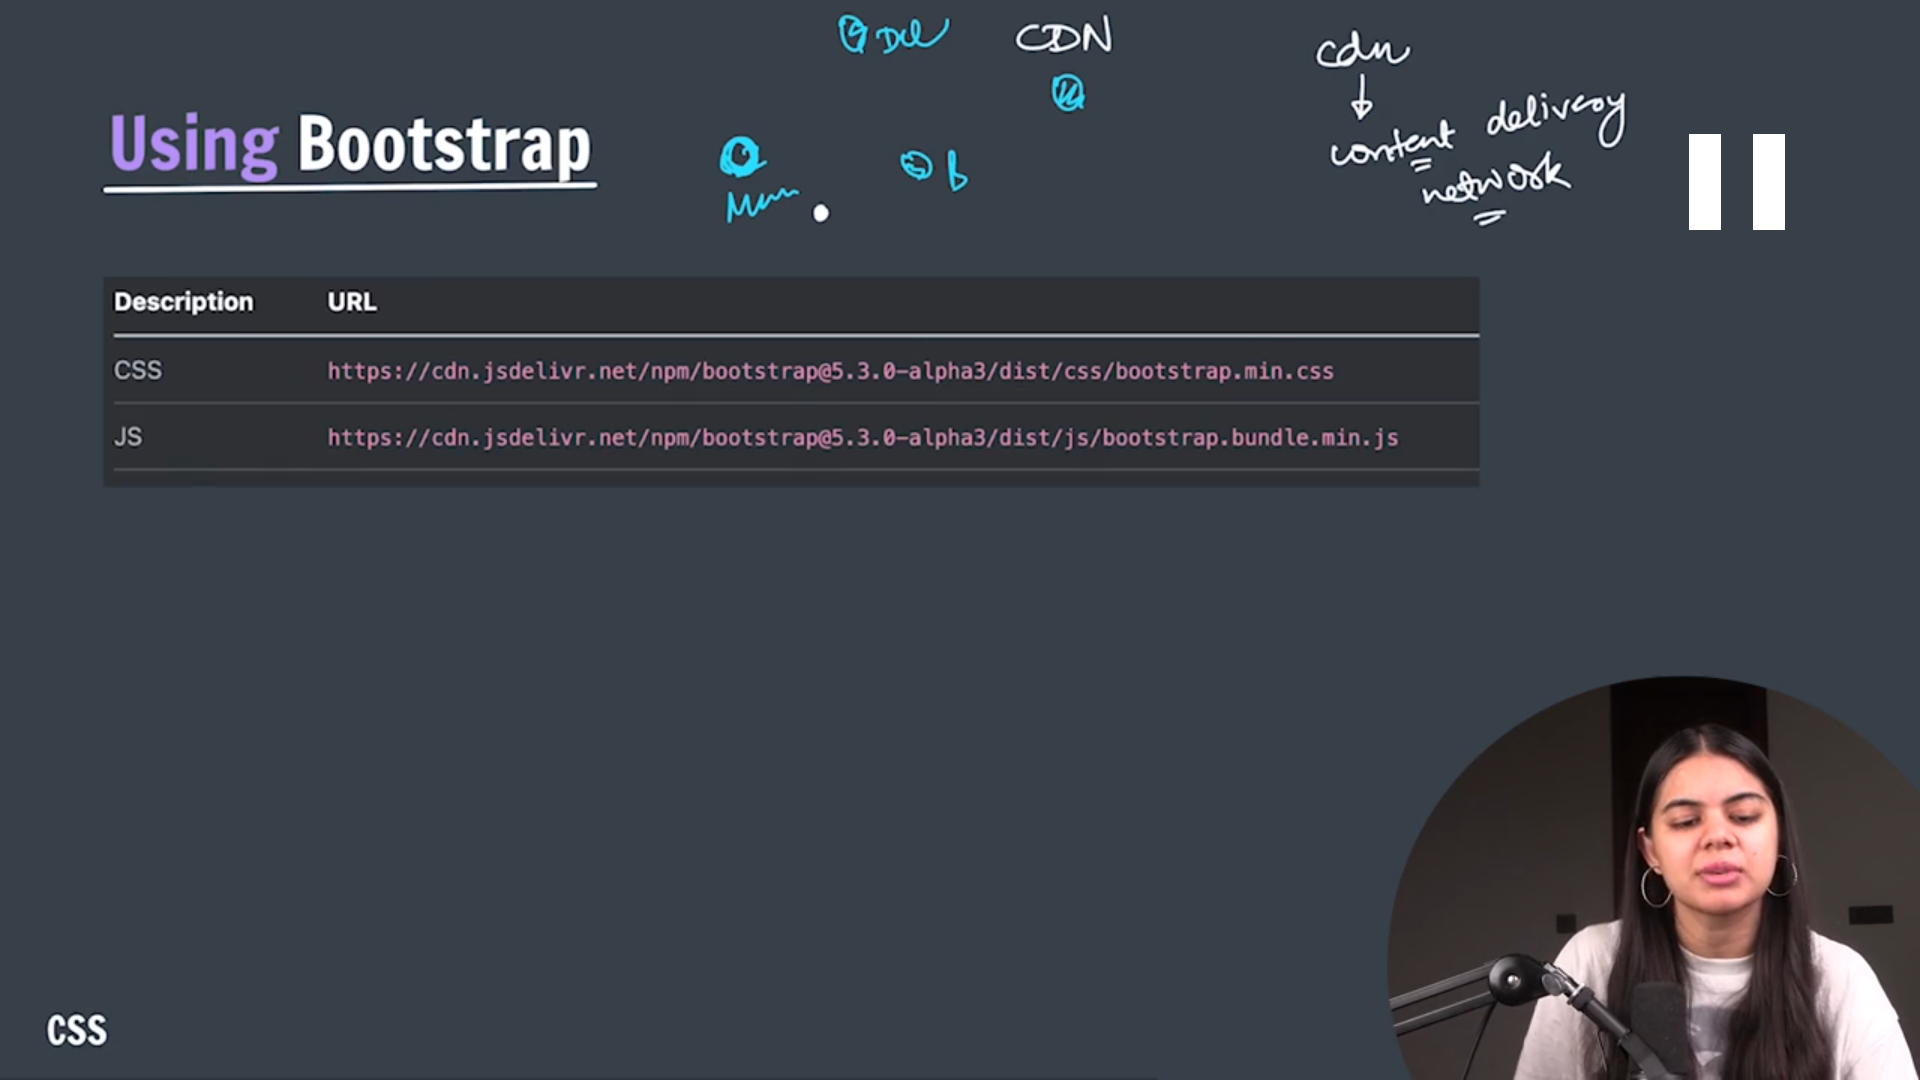 Del
CDN
cdn
content delivery
network
Using Bootstrap
b
Description URL
CSS https://cdn.jsdelivr.net/npm/bootstrap@5.3.0-alpha3/dist/css/bootstrap.min.css
JS https://cdn.jsdelivr.net/npm/bootstrap@5.3.0-alpha3/dist/js/bootstrap.bundle.min.js
CSS